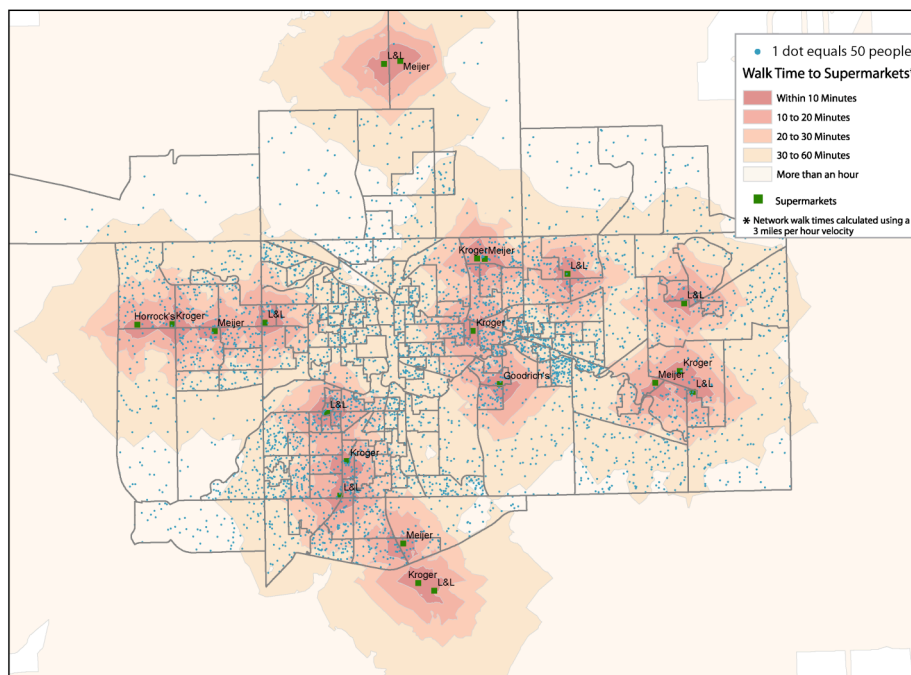 1 dot equals 50 people
Walk Time to Supermarkets*
Within 10 Minutes
10 to 20 Minutes
20 to 30 Minutes
30 to 60 Minutes
More than an hour
Supermarkets
* Network walk times calculated using a
3 miles per hour velocity
L&L
Meijer
Kroger Meijer
L&L
L&L
Horrock's Kroger
L&L
Meijer
Kroger
Kroger
Goodrich's
Meijer
L&L
L&L
Kroger
L&L
Meijer
Kroger
L&L